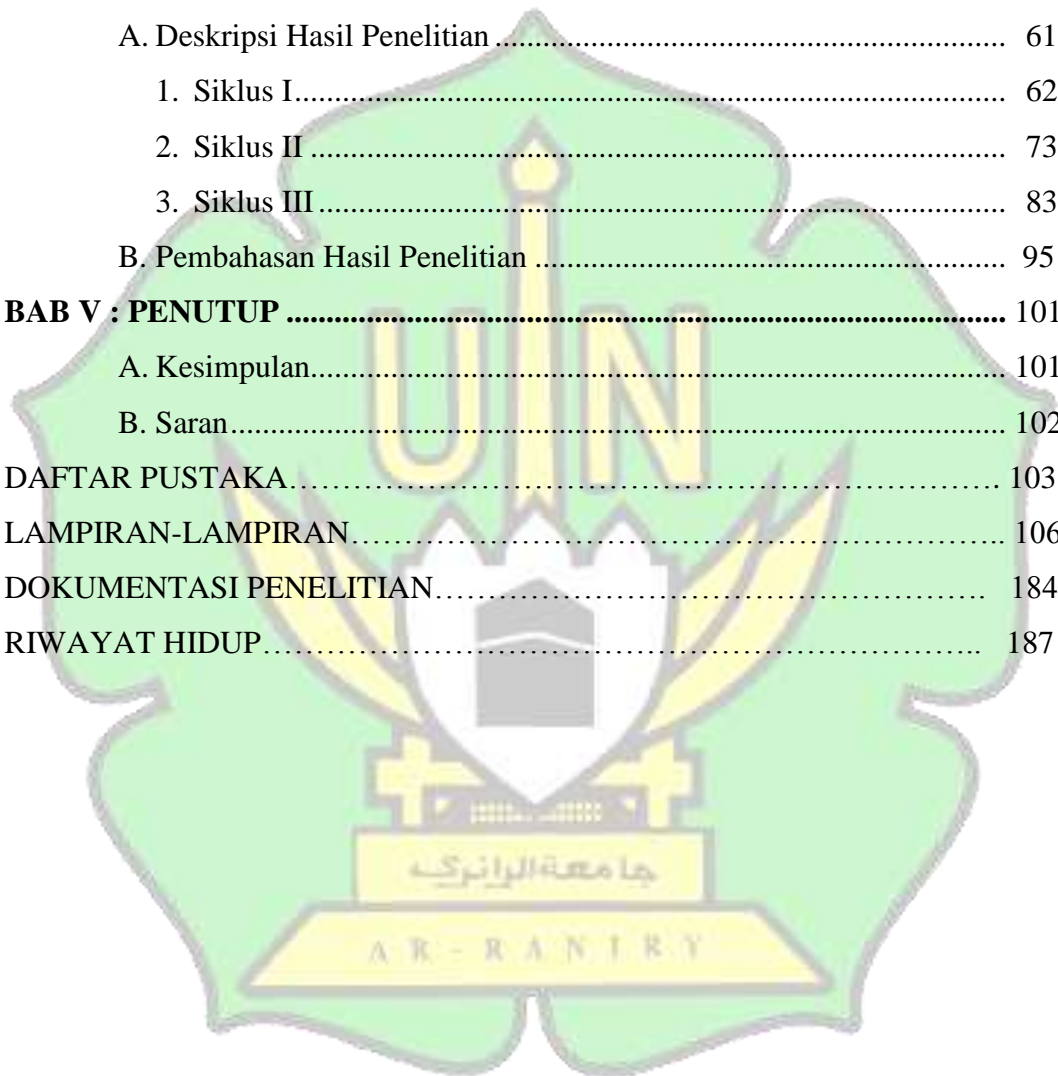 A. Deskripsi Hasil Penelitian ........................................................................ 61
1. Siklus I .................................................................................................... 62
2. Siklus II ................................................................................................... 73
3. Siklus III .................................................................................................. 83
B. Pembahasan Hasil Penelitian ................................................................... 95
BAB V : PENUTUP ....................................................................................... 101
A. Kesimpulan ............................................................................................... 101
B. Saran ......................................................................................................... 102
DAFTAR PUSTAKA………………………………………………………………. 103
LAMPIRAN-LAMPIRAN………………………………………………………….. 106
DOKUMENTASI PENELITIAN…………………………………………………. 184
RIWAYAT HIDUP………………………………………………………………….. 187
UIN
جامعة الرانري
AR-RANIRY